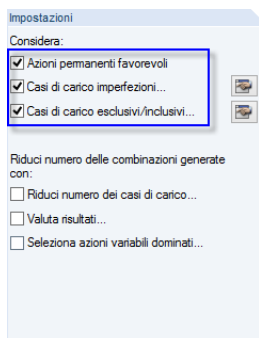 Impostazioni
Considera:
Azioni permanenti favorevoli
Casi di carico imperfezioni...
Casi di carico esclusivi/inclusivi...
Riduci numero delle combinazioni generate
con:
Riduci numero dei casi di carico...
Valuta risultati...
Seleziona azioni variabili dominati...